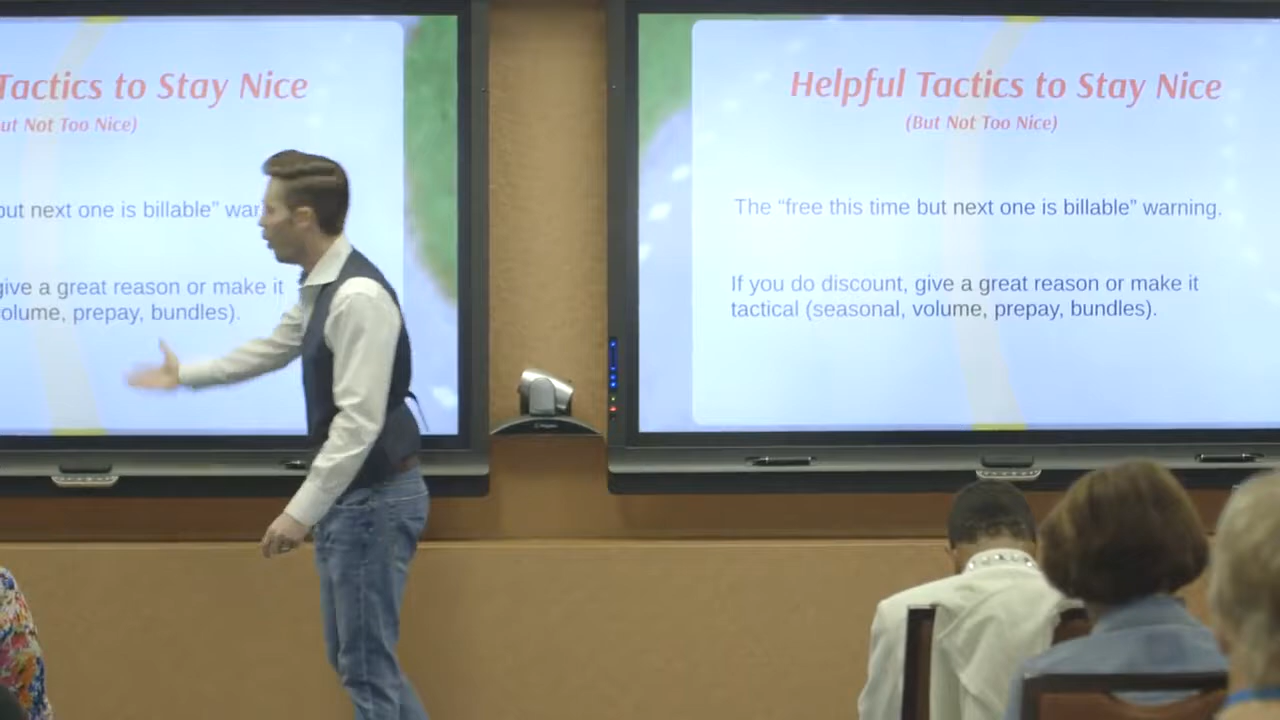 Tactics to Stay Nice
ut Not Too Nice)
but next one is billable” war
give a great reason or make it
olume, prepay, bundles).
Helpful Tactics to Stay Nice
(But Not Too Nice)
The “free this time but next one is billable” warning.
If you do discount, give a great reason or make it
tactical (seasonal, volume, prepay, bundles).